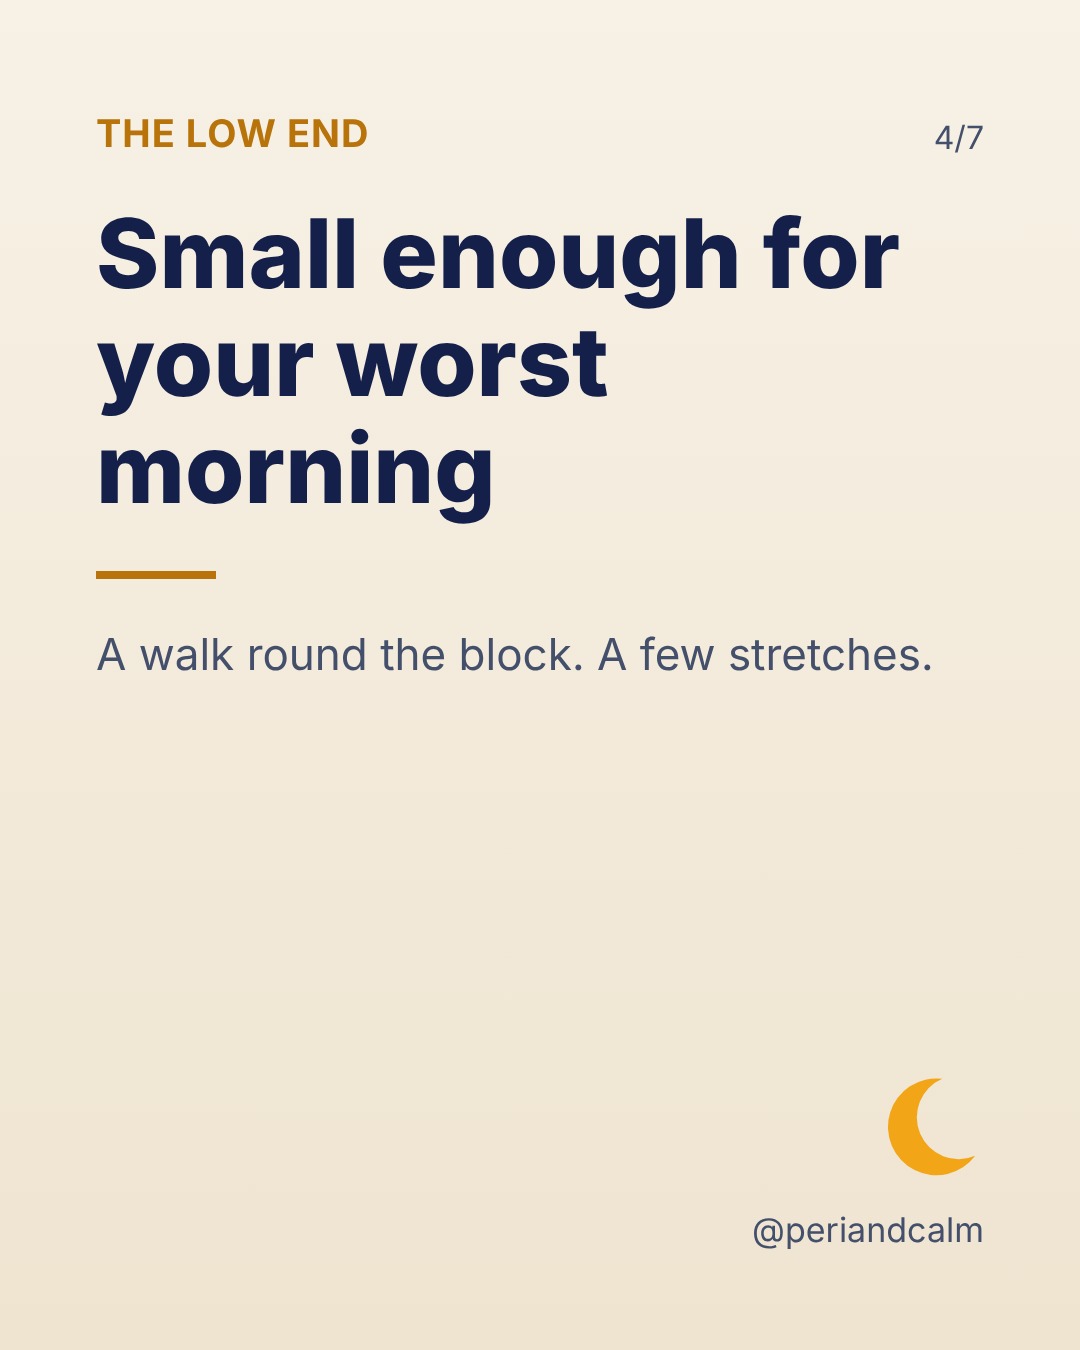 THE LOW END
4/7
Small enough for
your worst
morning
A walk round the block. A few stretches.
@periandcalm